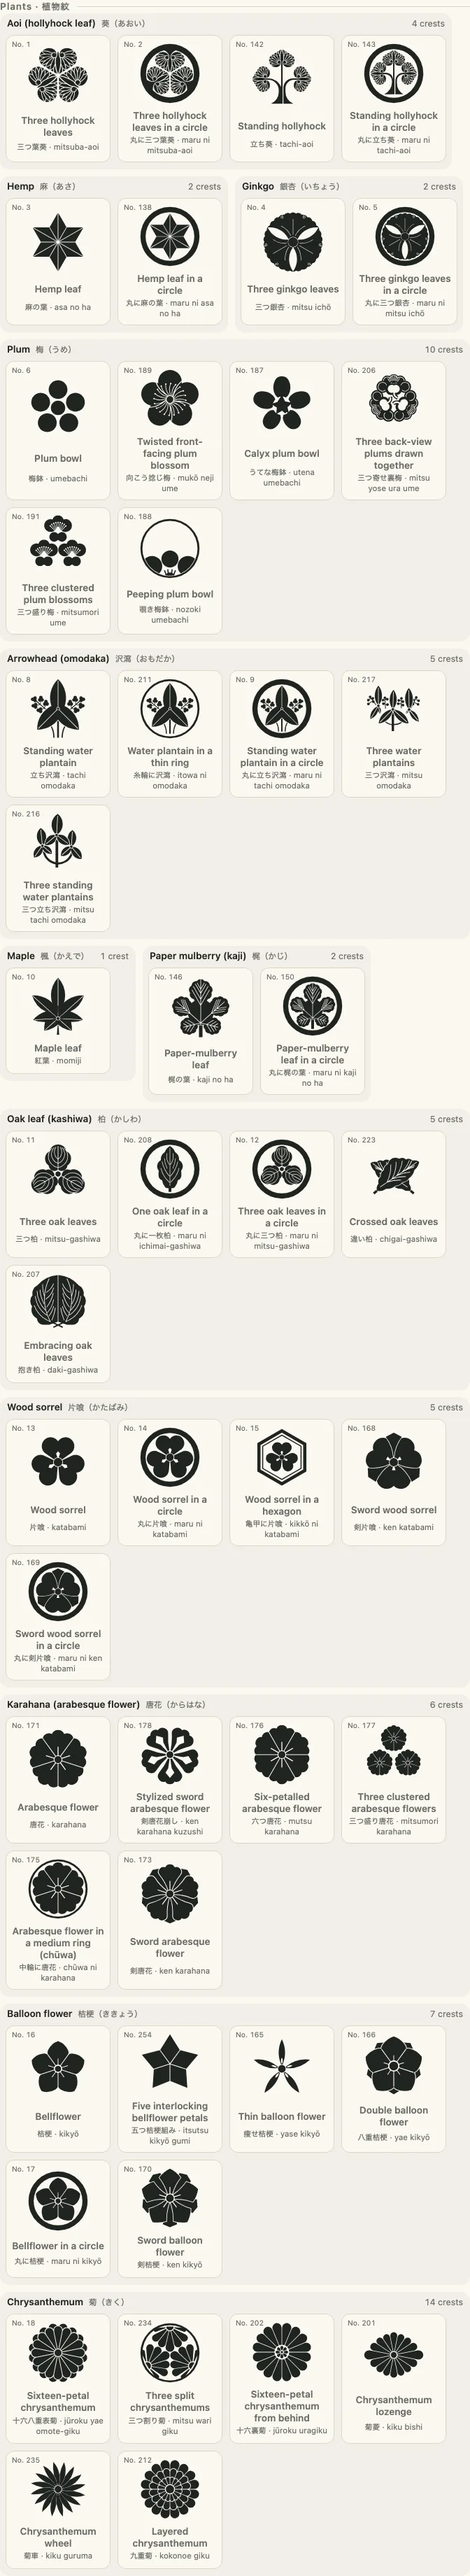 Plants · 植物紋
Aoi (hollyhock leaf) 葵（あおい） 4 crests
No. 1
Three hollyhock
leaves
三つ葉葵 · mitsuba-aoi
No. 2
Three hollyhock
leaves in a circle
丸に三つ葉葵 · maru ni
mitsuba-aoi
No. 142
Standing hollyhock
立ち葵 · tachi-aoi
No. 143
Standing hollyhock
in a circle
丸に立ち葵 · maru ni
tachi-aoi
Hemp 麻（あさ） 2 crests
No. 3
Hemp leaf
麻の葉 · asa no ha
No. 138
Hemp leaf in a
circle
丸に麻の葉 · maru ni asa
no ha
Ginkgo 銀杏（いちょう） 2 crests
No. 4
Three ginkgo leaves
三つ銀杏 · mitsu ichō
No. 5
Three ginkgo leaves
in a circle
丸に三つ銀杏 · maru ni
mitsu ichō
Plum 梅（うめ） 10 crests
No. 6
Plum bowl
梅鉢 · umebachi
No. 189
Twisted front-
facing plum
blossom
向こう捻じ梅 · mukō neji
ume
No. 187
Calyx plum bowl
うてな梅鉢 · utena
umebachi
No. 206
Three back-view
plums drawn
together
三つ寄せ裏梅 · mitsu
yose ura ume
No. 191
Three clustered
plum blossoms
三つ盛り梅 · mitsumori
ume
No. 188
Peeping plum bowl
覗き梅鉢 · nozoki
umebachi
Arrowhead (omodaka) 沢瀉（おもだか） 5 crests
No. 8
Standing water
plantain
立ち沢瀉 · tachi
omodaka
No. 211
Water plantain in a
thin ring
糸輪に沢瀉 · itowa ni
omodaka
No. 9
Standing water
plantain in a circle
丸に立ち沢瀉 · maru ni
tachi omodaka
No. 217
Three water
plantains
三つ沢瀉 · mitsu
omodaka
No. 216
Three standing
water plantains
三つ立ち沢瀉 · mitsu
tachi omodaka
Maple 楓（かえで） 1 crest
No. 10
Maple leaf
紅葉 · momiji
Paper mulberry (kaji) 梶（かじ） 2 crests
No. 146
Paper-mulberry
leaf
梶の葉 · kaji no ha
No. 150
Paper-mulberry
leaf in a circle
丸に梶の葉 · maru ni kaji
no ha
Oak leaf (kashiwa) 柏（かしわ） 5 crests
No. 11
Three oak leaves
三つ柏 · mitsu-gashiwa
No. 208
One oak leaf in a
circle
丸に一枚柏 · maru ni
ichimai-gashiwa
No. 12
Three oak leaves in
a circle
丸に三つ柏 · maru ni
mitsu-gashiwa
No. 223
Crossed oak leaves
違い柏 · chigai-gashiwa
No. 207
Embracing oak
leaves
抱き柏 · daki-gashiwa
Wood sorrel 片喰（かたばみ） 5 crests
No. 13
Wood sorrel
片喰 · katabami
No. 14
Wood sorrel in a
circle
丸に片喰 · maru ni
katabami
No. 15
Wood sorrel in a
hexagon
亀甲に片喰 · kikkō ni
katabami
No. 168
Sword wood sorrel
剣片喰 · ken katabami
No. 169
Sword wood sorrel
in a circle
丸に剣片喰 · maru ni ken
katabami
Karahana (arabesque flower) 唐花（からはな） 6 crests
No. 171
Arabesque flower
唐花 · karahana
No. 178
Stylized sword
arabesque flower
剣唐花崩し · ken
karahana kuzushi
No. 176
Six-petalled
arabesque flower
六つ唐花 · mutsu
karahana
No. 177
Three clustered
arabesque flowers
三つ盛り唐花 · mitsumori
karahana
No. 175
Arabesque flower in
a medium ring
(chūwa)
中輪に唐花 · chūwa ni
karahana
No. 173
Sword arabesque
flower
剣唐花 · ken karahana
Balloon flower 桔梗（ききょう） 7 crests
No. 16
Bellflower
桔梗 · kikyō
No. 254
Five interlocking
bellflower petals
五つ桔梗組み · itsutsu
kikyō gumi
No. 165
Thin balloon flower
痩せ桔梗 · yase kikyō
No. 166
Double balloon
flower
八重桔梗 · yae kikyō
No. 17
Bellflower in a circle
丸に桔梗 · maru ni kikyō
No. 170
Sword balloon
flower
剣桔梗 · ken kikyō
Chrysanthemum 菊（きく） 14 crests
No. 18
Sixteen-petal
chrysanthemum
十六八重表菊 · jūroku yae
omote-giku
No. 234
Three split
chrysanthemums
三つ割り菊 · mitsu wari
giku
No. 202
Sixteen-petal
chrysanthemum
from behind
十六裏菊 · jūroku uragiku
No. 201
Chrysanthemum
lozenge
菊菱 · kiku bishi
No. 235
Chrysanthemum
wheel
菊車 · kiku guruma
No. 212
Layered
chrysanthemum
九重菊 · kokonoe giku